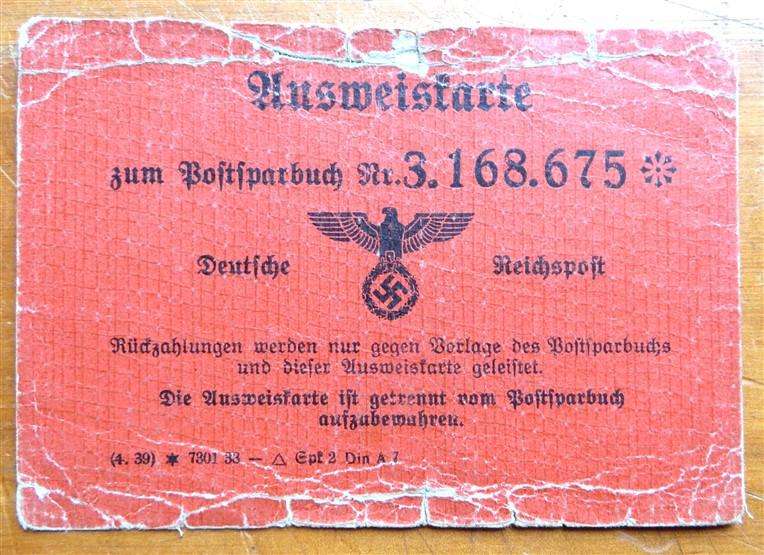 Ausweiskarte
zum Postsparbuch Nr. 3.168.675 ✻
Deutsche Reichspost
Rückzahlungen werden nur gegen Vorlage des Postsparbuchs
und dieser Ausweiskarte geleistet.
Die Ausweiskarte ist getrennt vom Postsparbuch
aufzubewahren.
(4. 39) ✶ 7301 33 — △ Spk 2 Din A 7